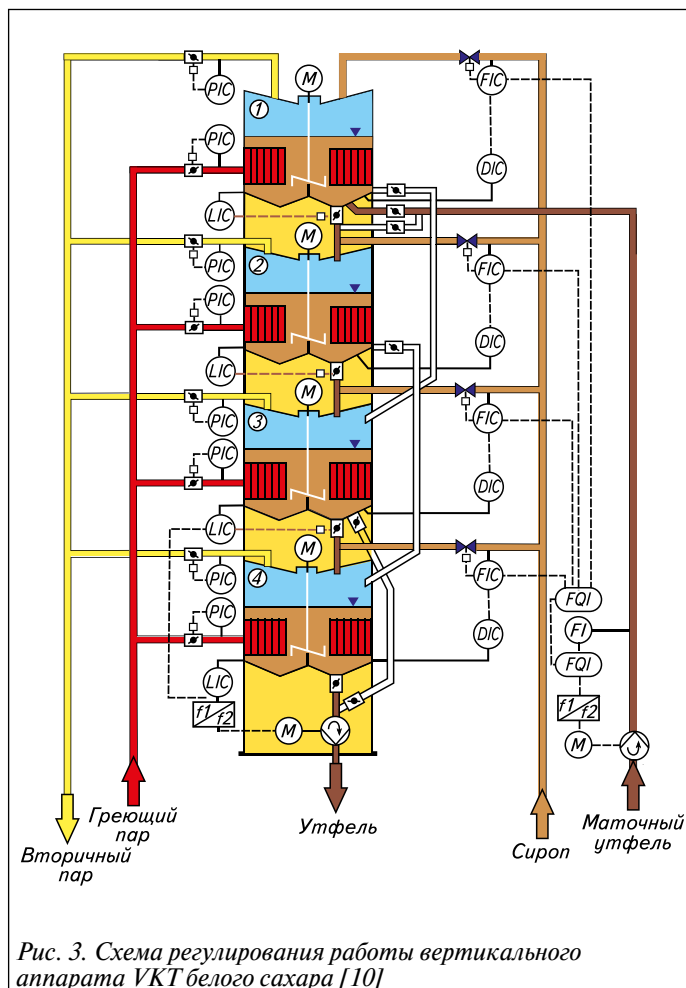 M
PIC
FIC
1
PIC
DIC
LIC
M
2
PIC
FIC
PIC
DIC
LIC
M
3
PIC
FIC
PIC
DIC
LIC
M
4
PIC
FIC
PIC
FQI
FI
DIC
FQI
LIC
f1
f2
f1
f2
M
M
Греющий
пар
Вторичный
пар
Утфель
Сироп
Маточный
утфель
Рис. 3. Схема регулирования работы вертикального
аппарата VKT белого сахара [10]